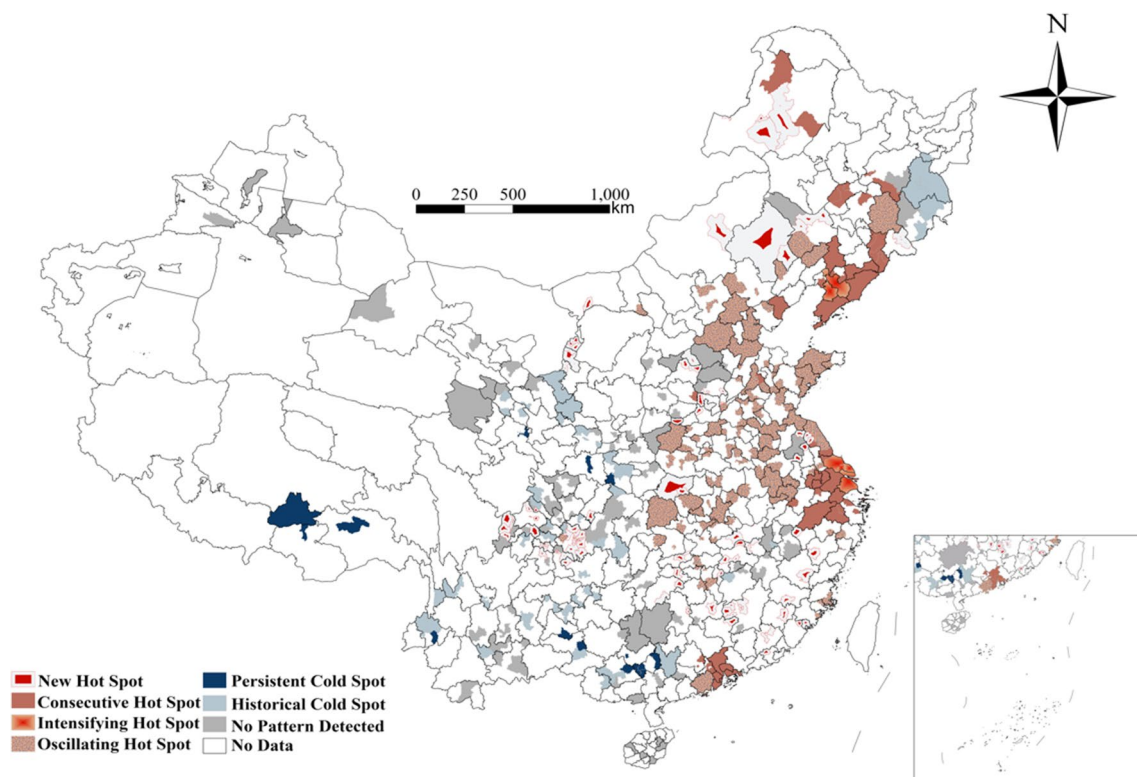 N
0 250 500 1,000
km
New Hot Spot
Consecutive Hot Spot
Intensifying Hot Spot
Oscillating Hot Spot
Persistent Cold Spot
Historical Cold Spot
No Pattern Detected
No Data